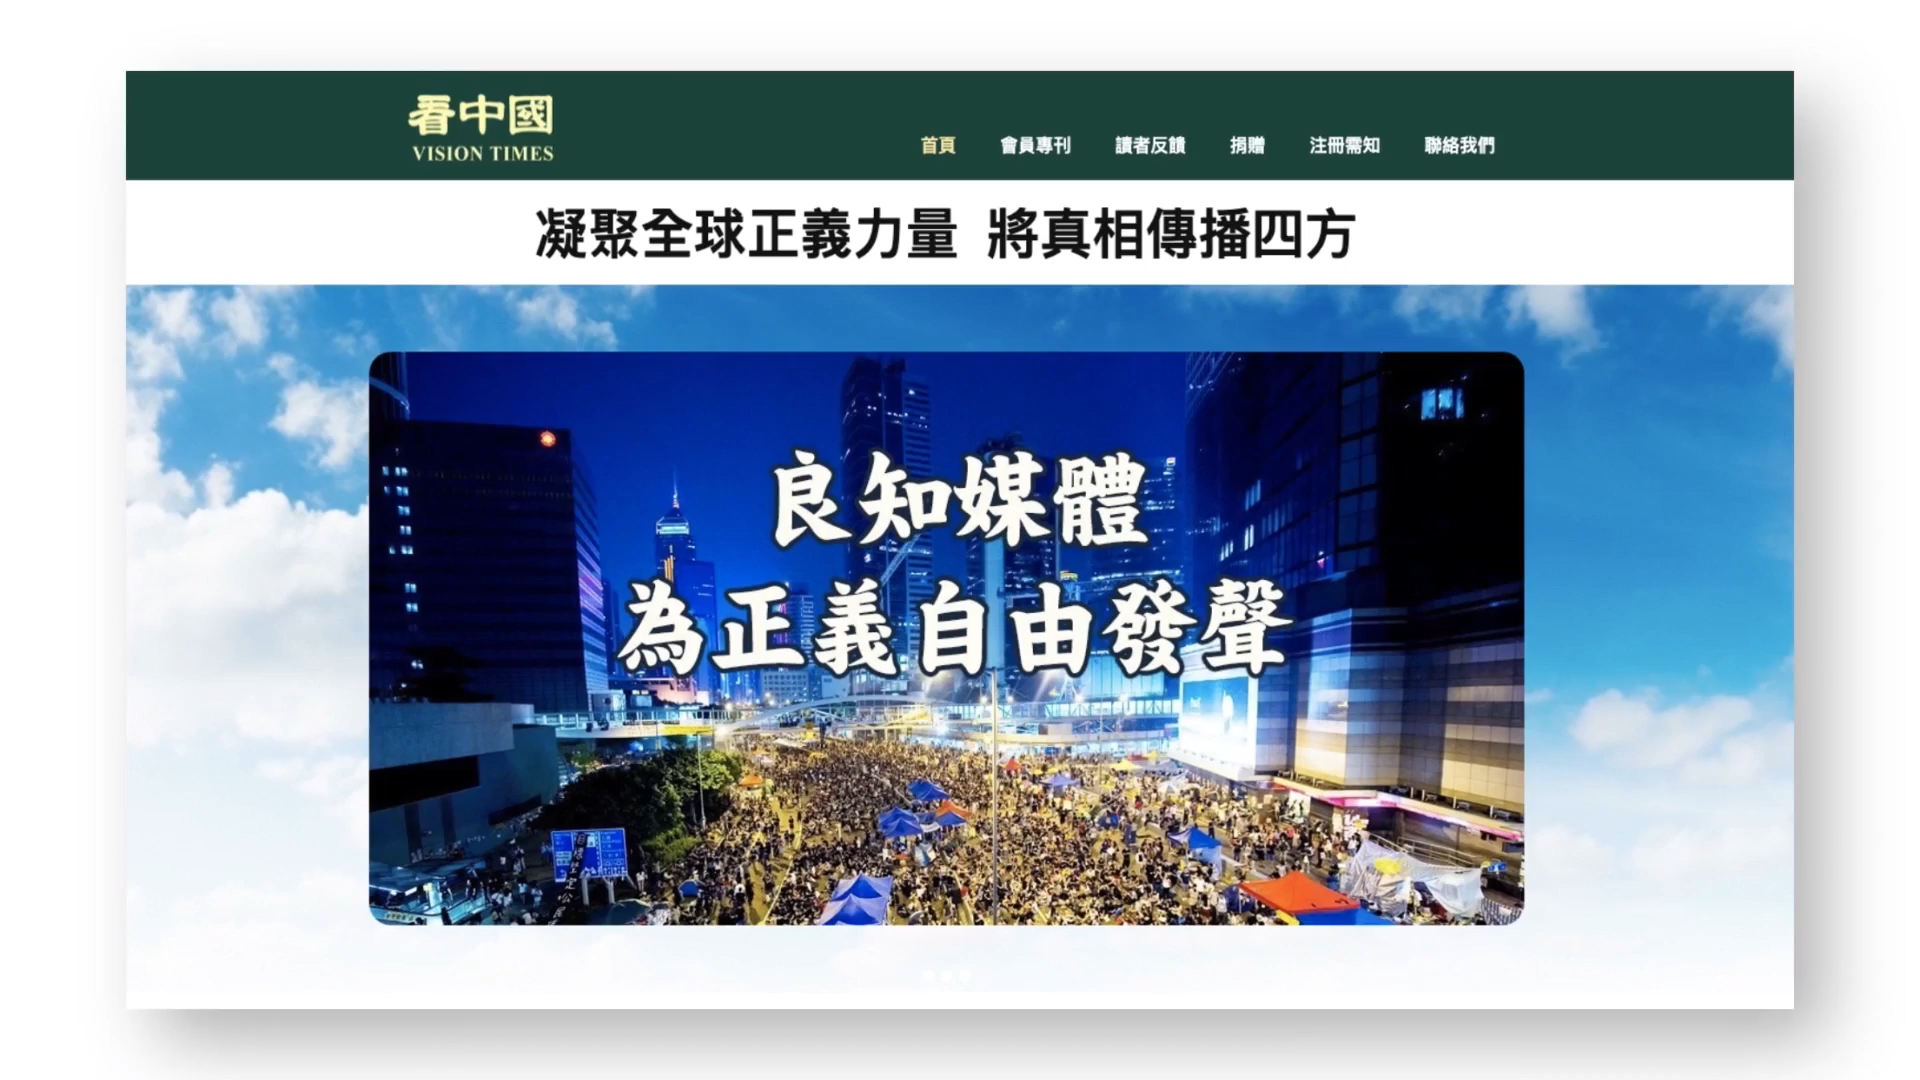 看中國
VISION TIMES
首頁 會員專刊 讀者反饋 捐贈 注冊需知 聯絡我們
凝聚全球正義力量 將真相傳播四方
良知媒體
為正義自由發聲